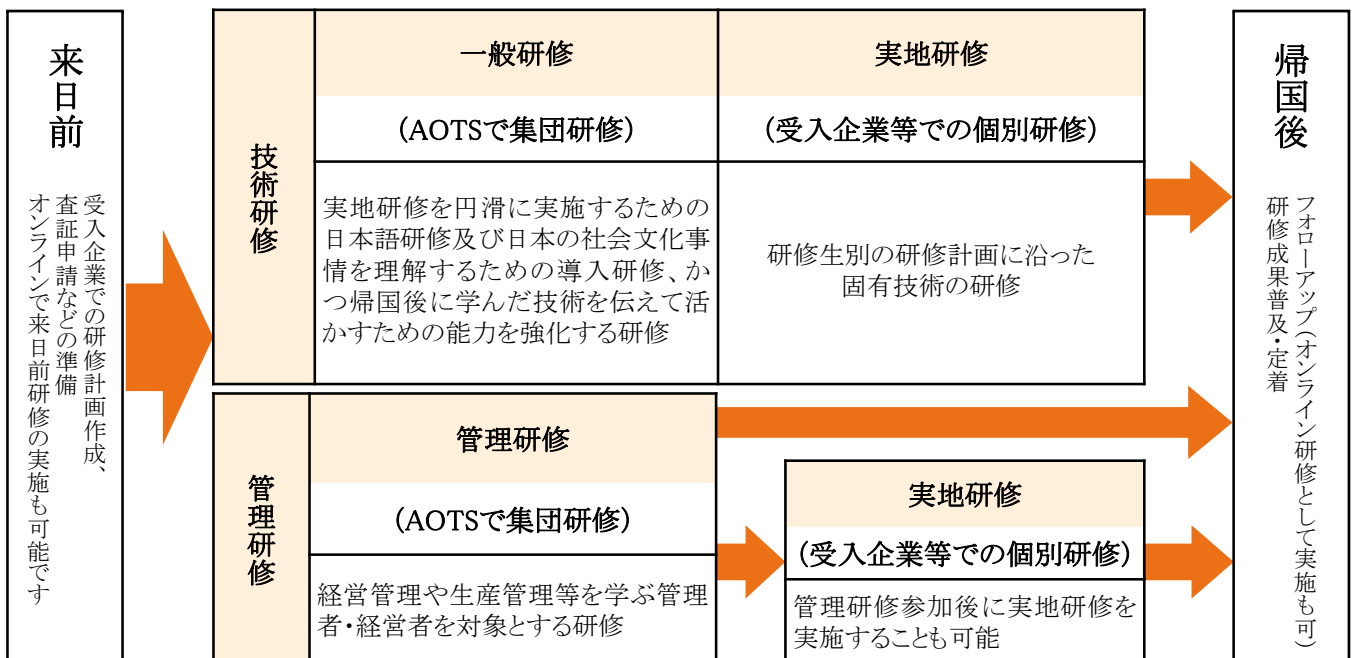 来日前
受入企業での研修計画作成、
査証申請などの準備
オンラインで来日前研修の実施も可能です
技術研修
一般研修
(AOTSで集団研修)
実地研修を円滑に実施するための
日本語研修及び日本の社会文化事
情を理解するための導入研修、か
つ帰国後に学んだ技術を伝えて活
かすための能力を強化する研修
実地研修
(受入企業等での個別研修)
研修生別の研修計画に沿った
固有技術の研修
管理研修
管理研修
(AOTSで集団研修)
経営管理や生産管理等を学ぶ管理
者・経営者を対象とする研修
実地研修
(受入企業等での個別研修)
管理研修参加後に実地研修を
実施することも可能
帰国後
フォローアップ(オンライン研修として実施も可)
研修成果普及・定着